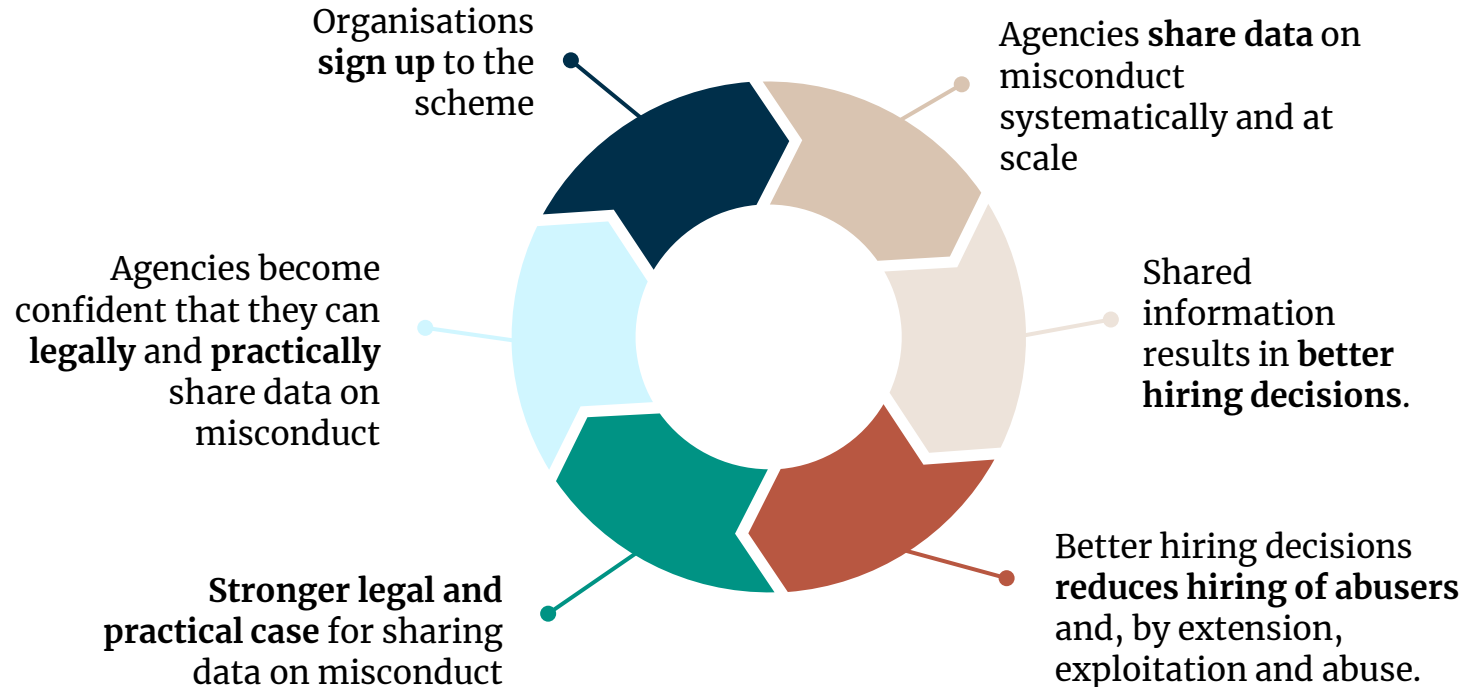 Organisations
sign up to the
scheme
Agencies share data on
misconduct
systematically and at
scale
Shared
information
results in better
hiring decisions.
Better hiring decisions
reduces hiring of abusers
and, by extension,
exploitation and abuse.
Stronger legal and
practical case for sharing
data on misconduct
Agencies become
confident that they can
legally and practically
share data on
misconduct